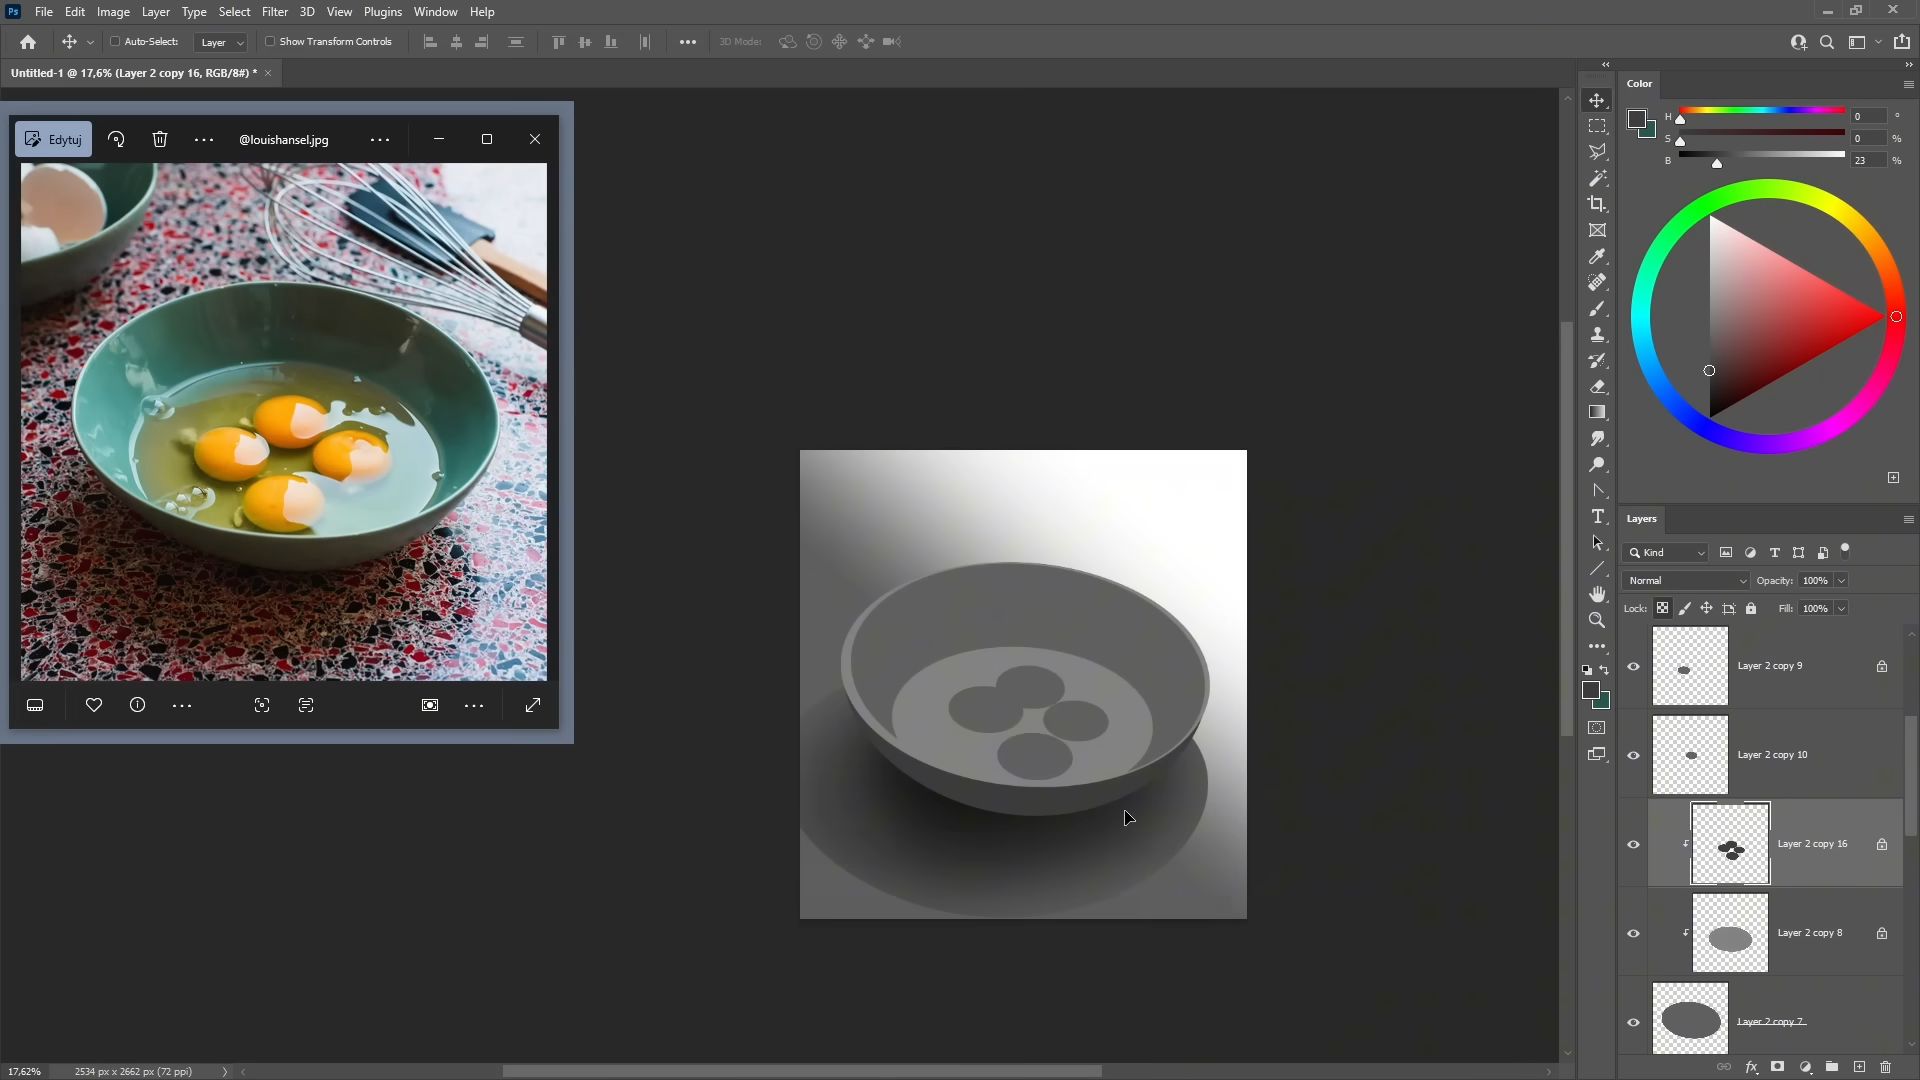 Ps File Edit Image Layer Type Select Filter 3D View Plugins Window Help
Auto-Select: Layer Show Transform Controls 3D Mode:
Untitled-1 @ 17,6% (Layer 2 copy 16, RGB/8#) *
Edytuj @louishansel.jpg
Color
H 0 °
S 0 %
B 23 %
Layers
Kind
Normal Opacity: 100%
Lock: Fill: 100%
Layer 2 copy 9
Layer 2 copy 10
Layer 2 copy 16
Layer 2 copy 8
Layer 2 copy 7
fx
17,62% 2534 px x 2662 px (72 ppi)